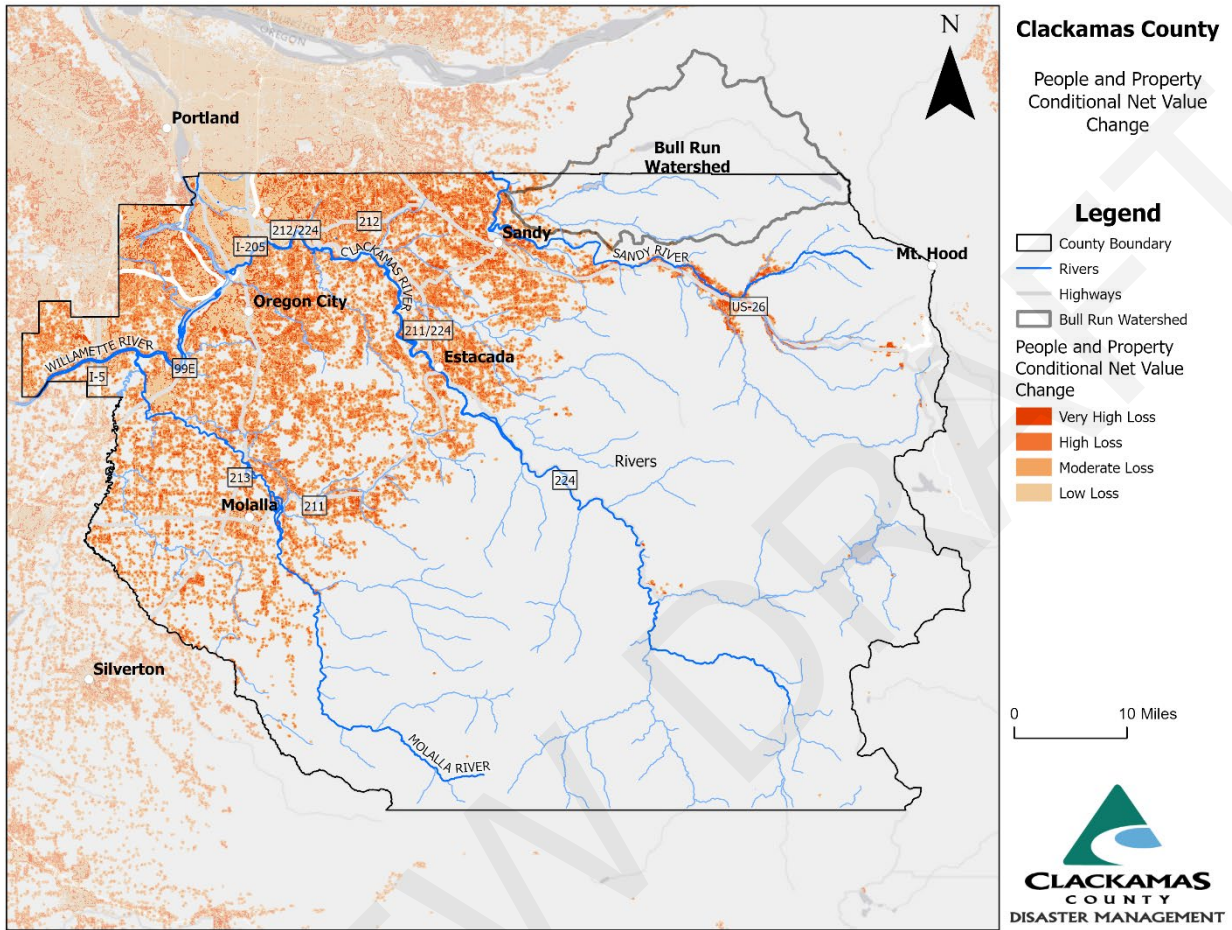 OREGON
N
Portland
Bull Run
Watershed
212
212/224
I-205
Sandy
CLACKAMAS RIVER
SANDY RIVER
Mt. Hood
Oregon City
US-26
211/224
WILLAMETTE RIVER
99E
Estacada
I-5
Rivers
213
224
Molalla
211
Silverton
MOLALLA RIVER
Clackamas County
People and Property
Conditional Net Value
Change
Legend
County Boundary
Rivers
Highways
Bull Run Watershed
People and Property
Conditional Net Value
Change
Very High Loss
High Loss
Moderate Loss
Low Loss
0 10 Miles
CLACKAMAS
COUNTY
DISASTER MANAGEMENT
W DRAFT